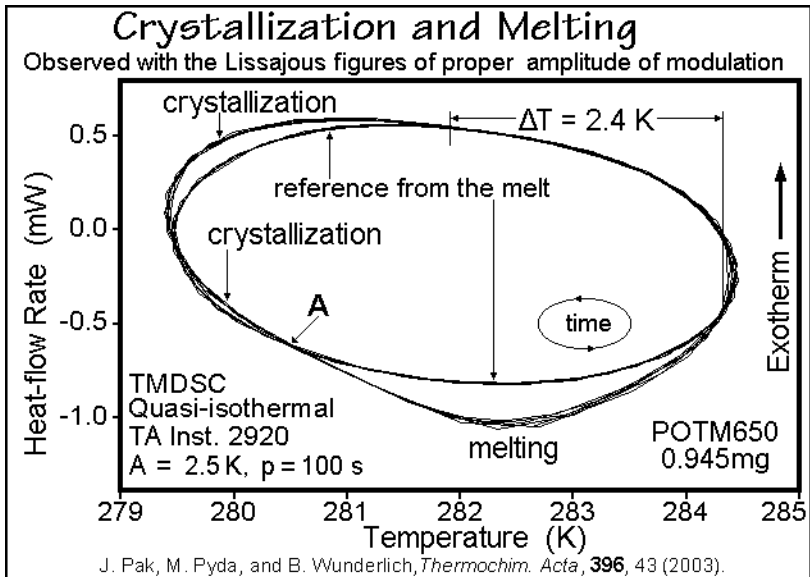 Crystallization and Melting
Observed with the Lissajous figures of proper amplitude of modulation
crystallization
ΔT = 2.4 K
reference from the melt
crystallization
A
time
Exotherm
Heat-flow Rate (mW)
0.5
0.0
-0.5
-1.0
TMDSC
Quasi-isothermal
TA Inst. 2920
A = 2.5 K, p = 100 s
melting
POTM650
0.945mg
279 280 281 282 283 284 285
Temperature (K)
J. Pak, M. Pyda, and B. Wunderlich, Thermochim. Acta, 396, 43 (2003).